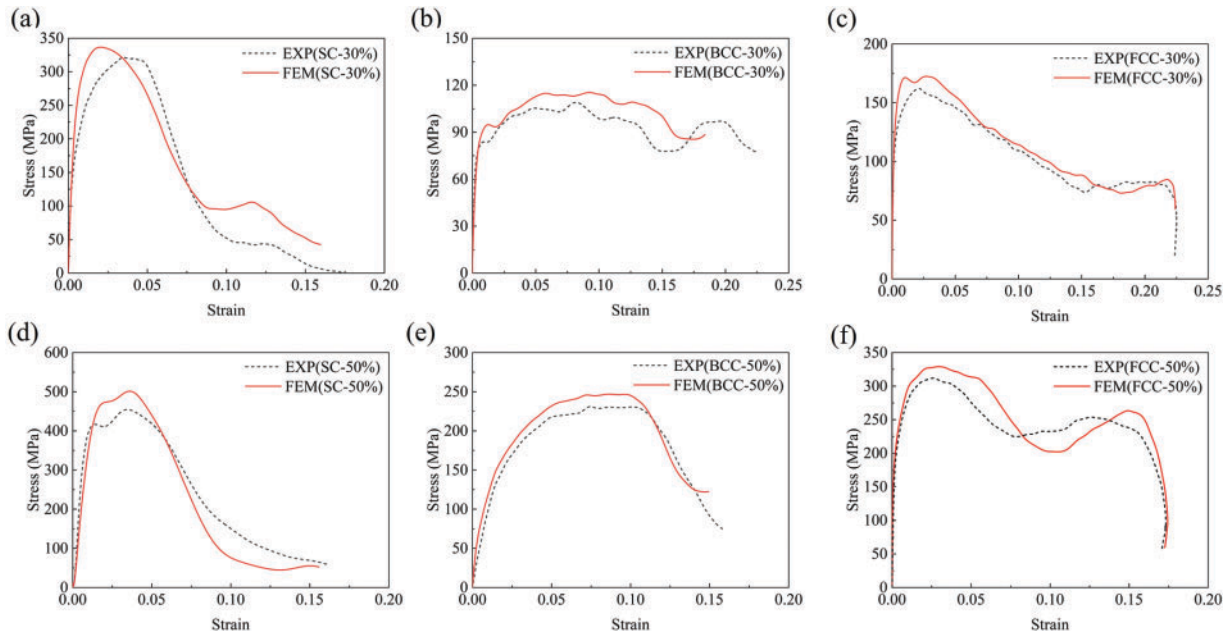 (a)
350
300
250
200
150
100
50
0
Stress (MPa)
EXP(SC-30%)
FEM(SC-30%)
0.00 0.05 0.10 0.15 0.20
Strain
(b)
150
120
90
60
30
0
Stress (MPa)
EXP(BCC-30%)
FEM(BCC-30%)
0.00 0.05 0.10 0.15 0.20 0.25
Strain
(c)
200
150
100
50
0
Stress (MPa)
EXP(FCC-30%)
FEM(FCC-30%)
0.00 0.05 0.10 0.15 0.20 0.25
Strain
(d)
600
500
400
300
200
100
0
Stress (MPa)
EXP(SC-50%)
FEM(SC-50%)
0.00 0.05 0.10 0.15 0.20
Strain
(e)
300
250
200
150
100
50
0
Stress (MPa)
EXP(BCC-50%)
FEM(BCC-50%)
0.00 0.05 0.10 0.15 0.20
Strain
(f)
350
300
250
200
150
100
50
0
Stress (MPa)
EXP(FCC-50%)
FEM(FCC-50%)
0.00 0.05 0.10 0.15 0.20
Strain